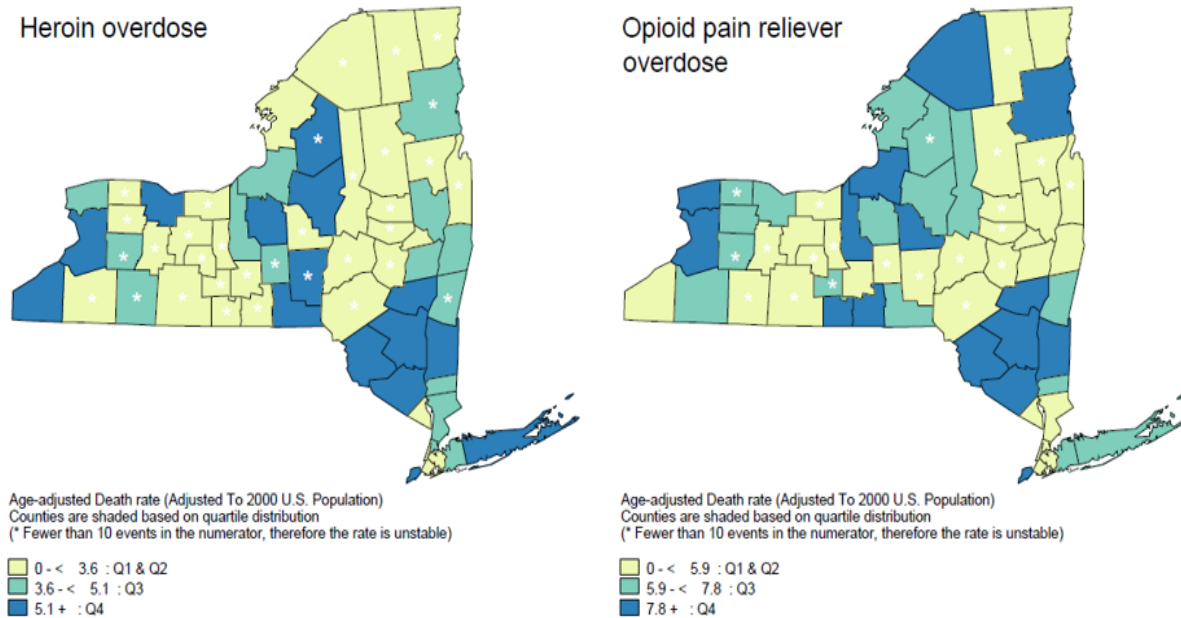 Heroin overdose
Age-adjusted Death rate (Adjusted To 2000 U.S. Population)
Counties are shaded based on quartile distribution
(* Fewer than 10 events in the numerator, therefore the rate is unstable)
0 - < 3.6 : Q1 & Q2
3.6 - < 5.1 : Q3
5.1 + : Q4
Opioid pain reliever
overdose
Age-adjusted Death rate (Adjusted To 2000 U.S. Population)
Counties are shaded based on quartile distribution
(* Fewer than 10 events in the numerator, therefore the rate is unstable)
0 - < 5.9 : Q1 & Q2
5.9 - < 7.8 : Q3
7.8 + : Q4